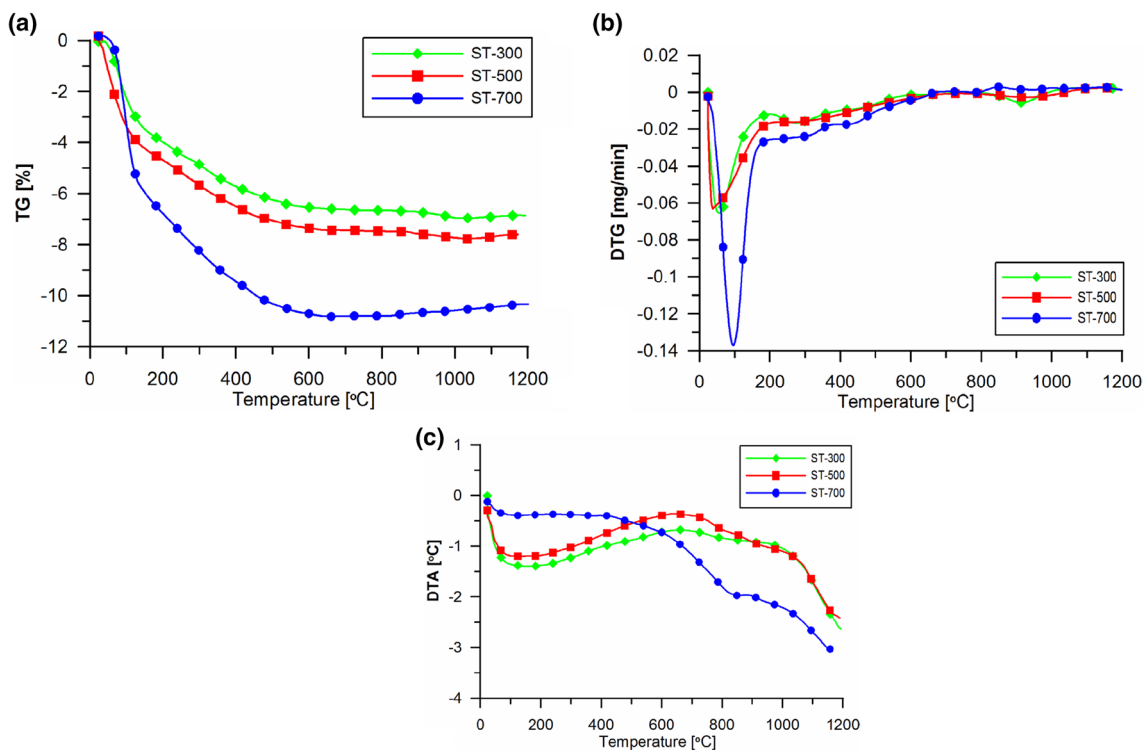 (a)
TG [%]
0
-2
-4
-6
-8
-10
-12
0
200
400
600
800
1000
1200
Temperature [°C]
ST-300
ST-500
ST-700
(b)
DTG [mg/min]
0.02
0
-0.02
-0.04
-0.06
-0.08
-0.1
-0.12
-0.14
0
200
400
600
800
1000
1200
Temperature [°C]
ST-300
ST-500
ST-700
(c)
DTA [°C]
1
0
-1
-2
-3
-4
0
200
400
600
800
1000
1200
Temperature [°C]
ST-300
ST-500
ST-700